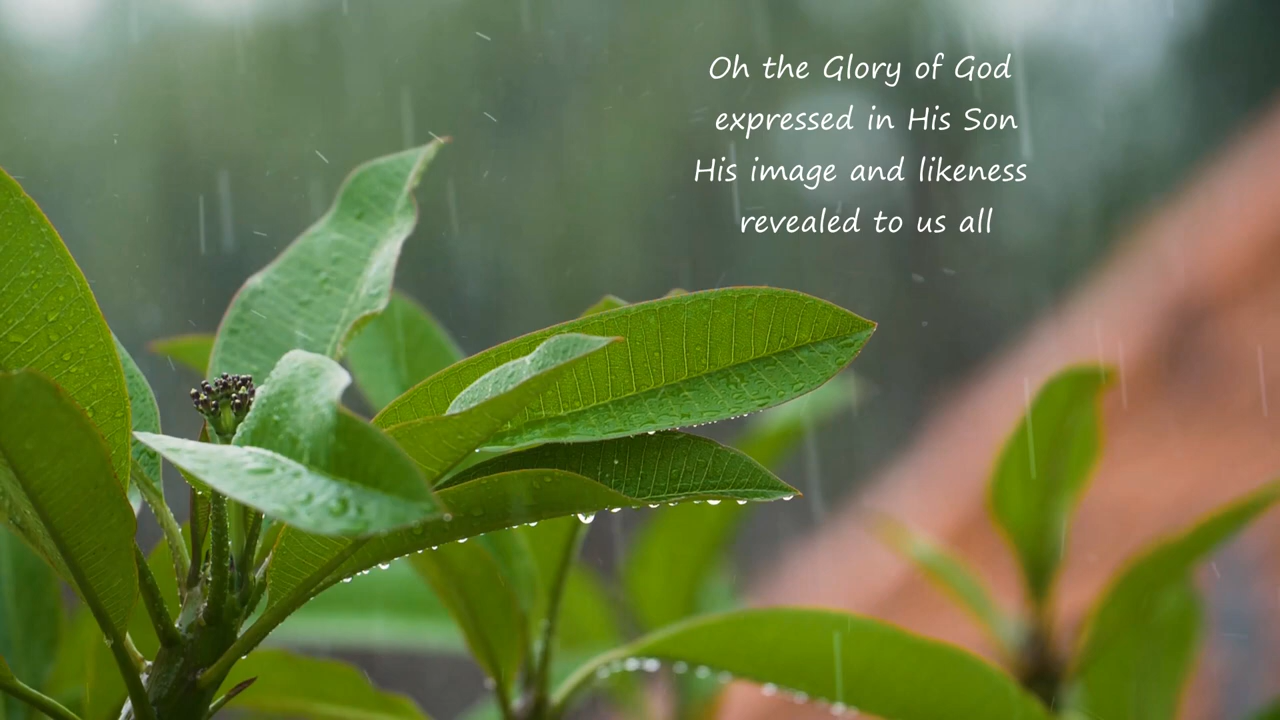 Oh the Glory of God
expressed in His Son
His image and likeness
revealed to us all